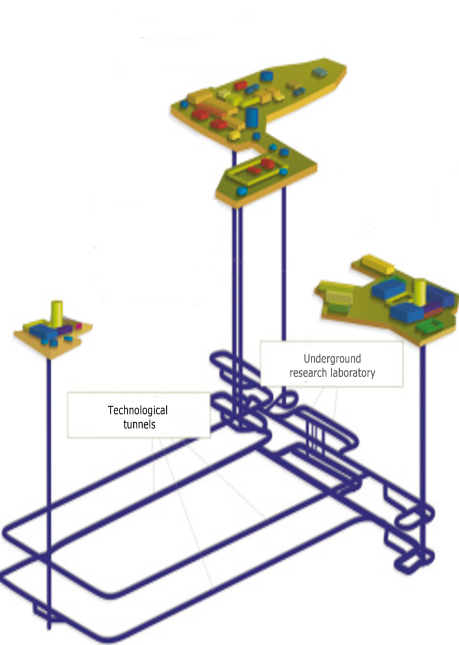 Underground
research laboratory
Technological
tunnels